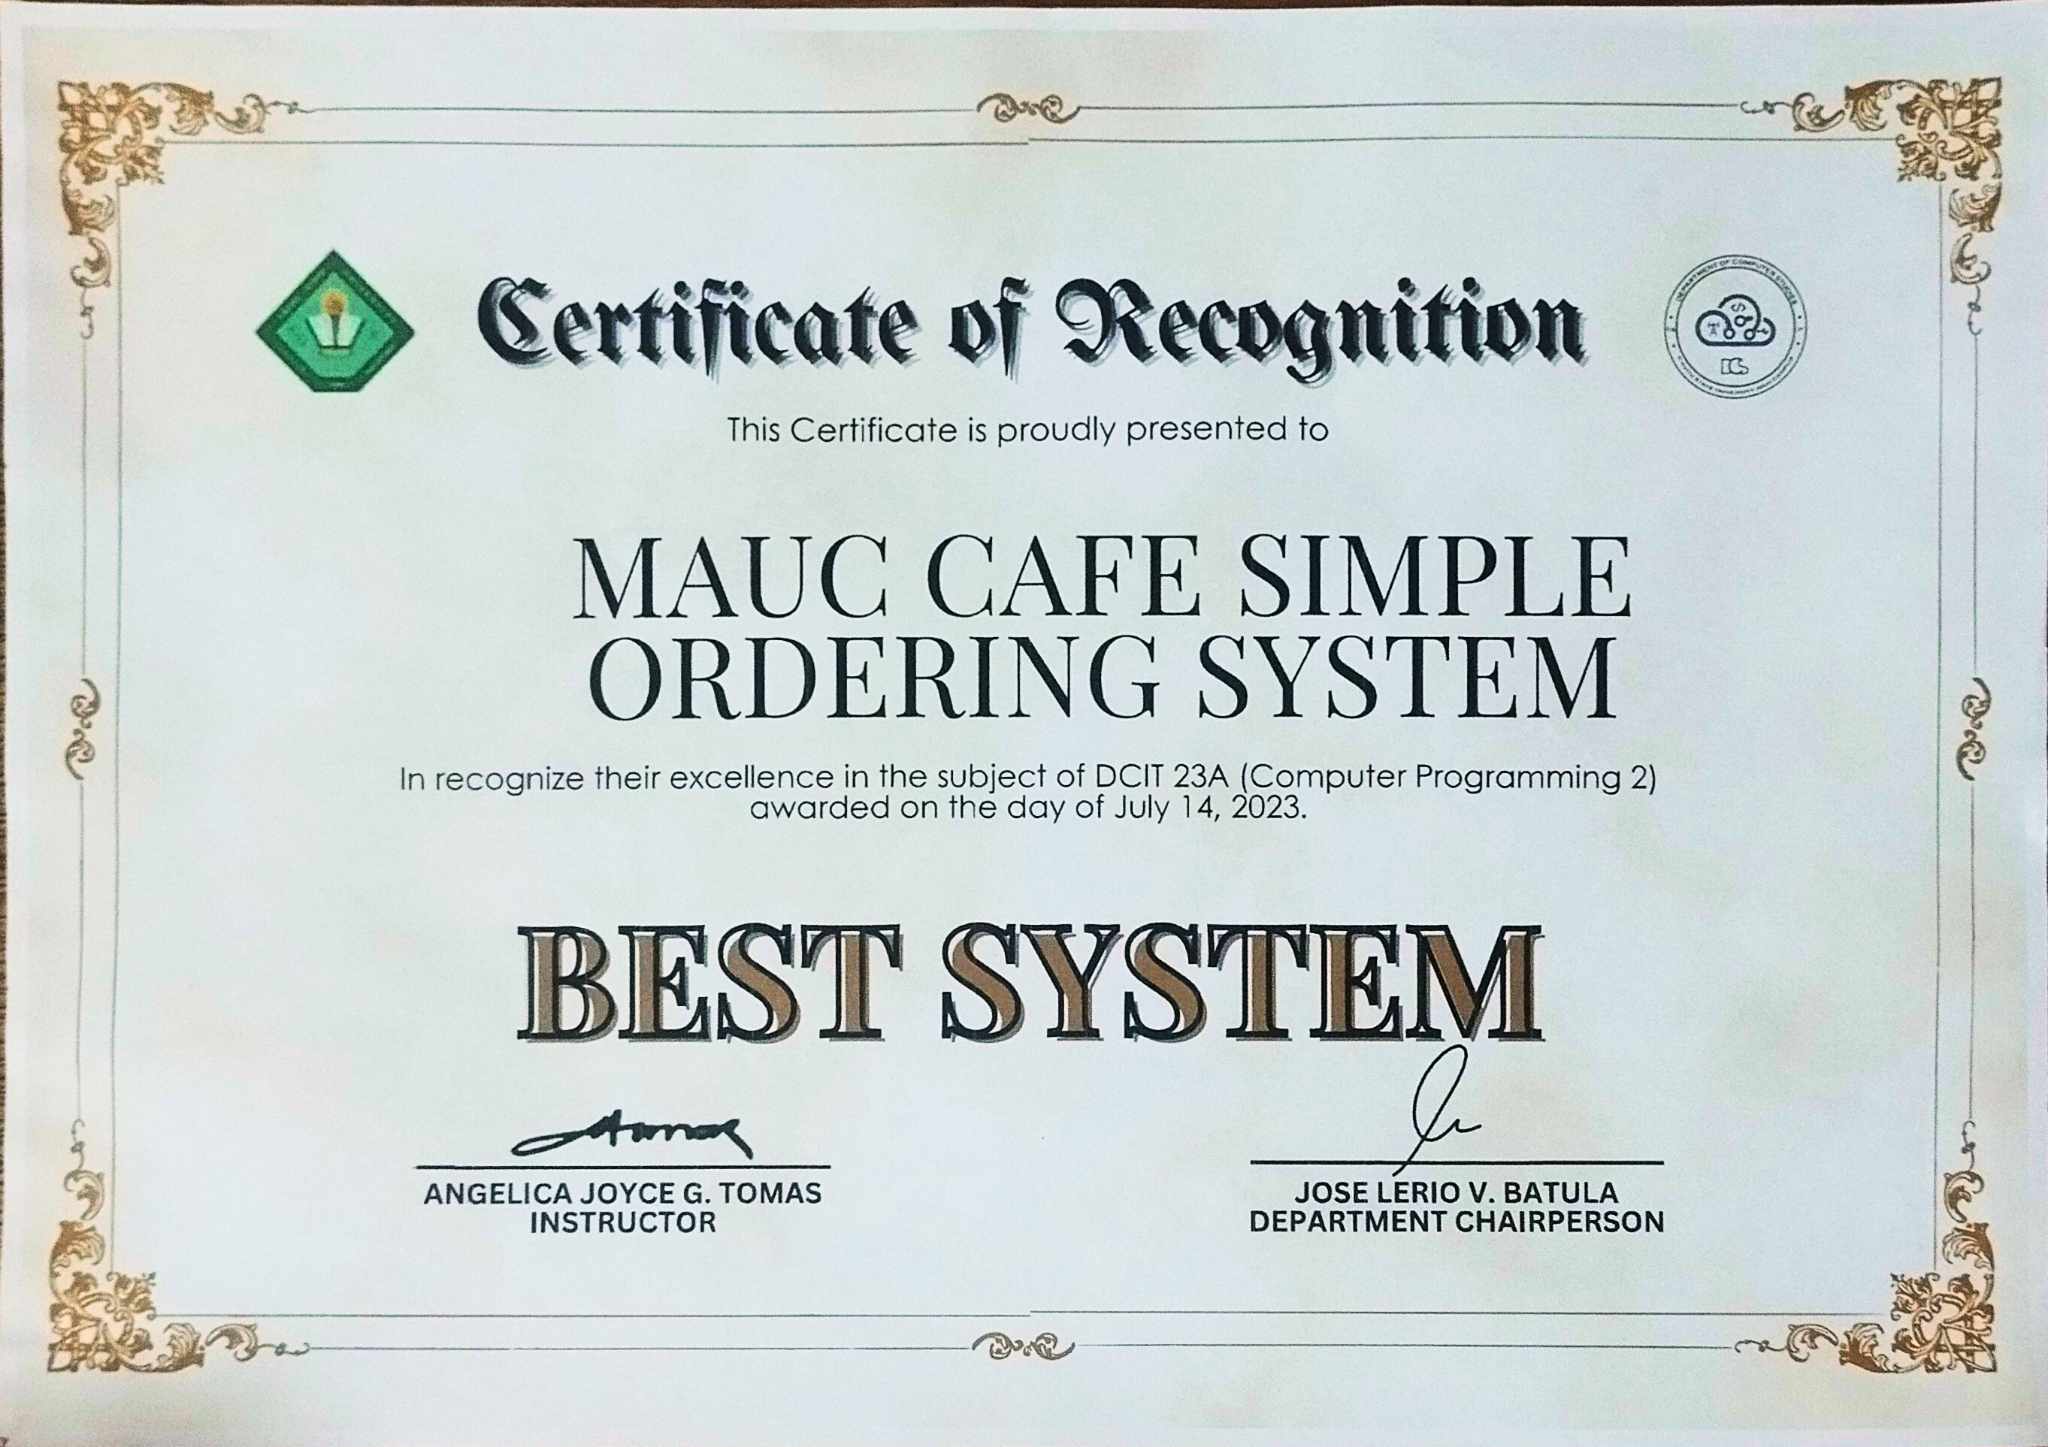 Certificate of Recognition
DEPARTMENT OF COMPUTER STUDIES
DCS
This Certificate is proudly presented to
MAUC CAFE SIMPLE
ORDERING SYSTEM
In recognize their excellence in the subject of DCIT 23A (Computer Programming 2)
awarded on the day of July 14, 2023.
BEST SYSTEM
ANGELICA JOYCE G. TOMAS
INSTRUCTOR
JOSE LERIO V. BATULA
DEPARTMENT CHAIRPERSON